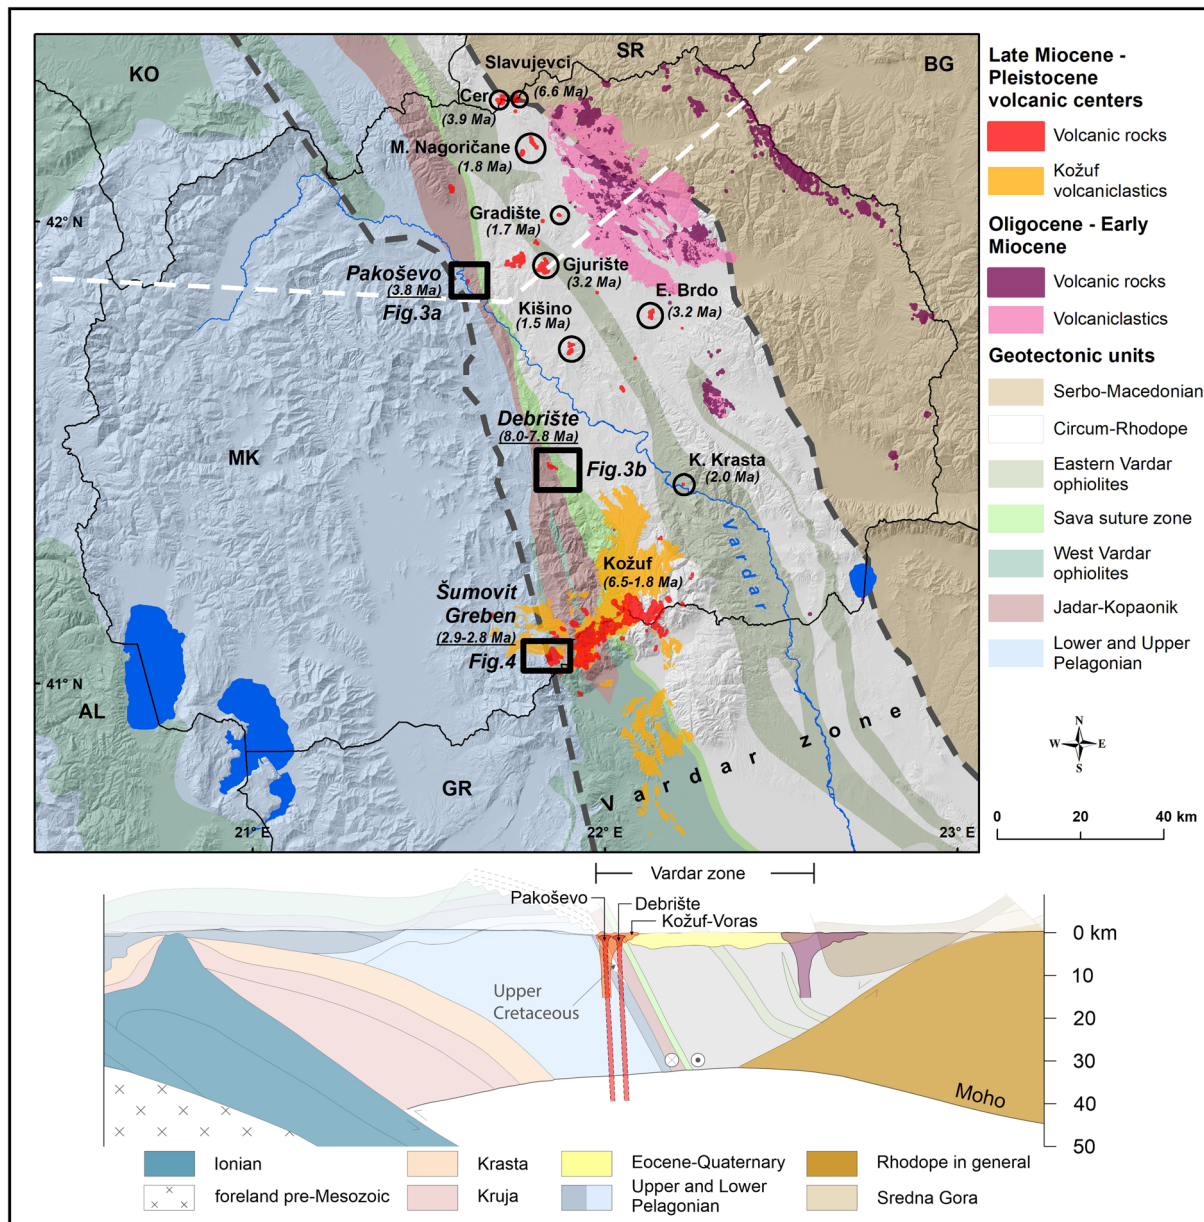 KO
SR
BG
Slavujevci
(6.6 Ma)
Cer
(3.9 Ma)
M. Nagoričane
(1.8 Ma)
42° N
Gradište
(1.7 Ma)
Pakoševo
(3.8 Ma)
Fig.3a
Gjurište
(3.2 Ma)
E. Brdo
(3.2 Ma)
Kišino
(1.5 Ma)
Debrište
(8.0-7.8 Ma)
Fig.3b
MK
K. Krasta
(2.0 Ma)
Vardar
Kožuf
(6.5-1.8 Ma)
Šumovit
Greben
(2.9-2.8 Ma)
Fig.4
41° N
AL
GR
Vardar zone
21° E
22° E
23° E
Late Miocene -
Pleistocene
volcanic centers
Volcanic rocks
Kožuf
volcaniclastics
Oligocene - Early
Miocene
Volcanic rocks
Volcaniclastics
Geotectonic units
Serbo-Macedonian
Circum-Rhodope
Eastern Vardar
ophiolites
Sava suture zone
West Vardar
ophiolites
Jadar-Kopaonik
Lower and Upper
Pelagonian
N
W E
S
0 20 40 km
Vardar zone
Pakoševo
Debrište
Kožuf-Voras
Upper
Cretaceous
Moho
0 km
10
20
30
40
50
Ionian
foreland pre-Mesozoic
Krasta
Kruja
Eocene-Quaternary
Upper and Lower
Pelagonian
Rhodope in general
Sredna Gora